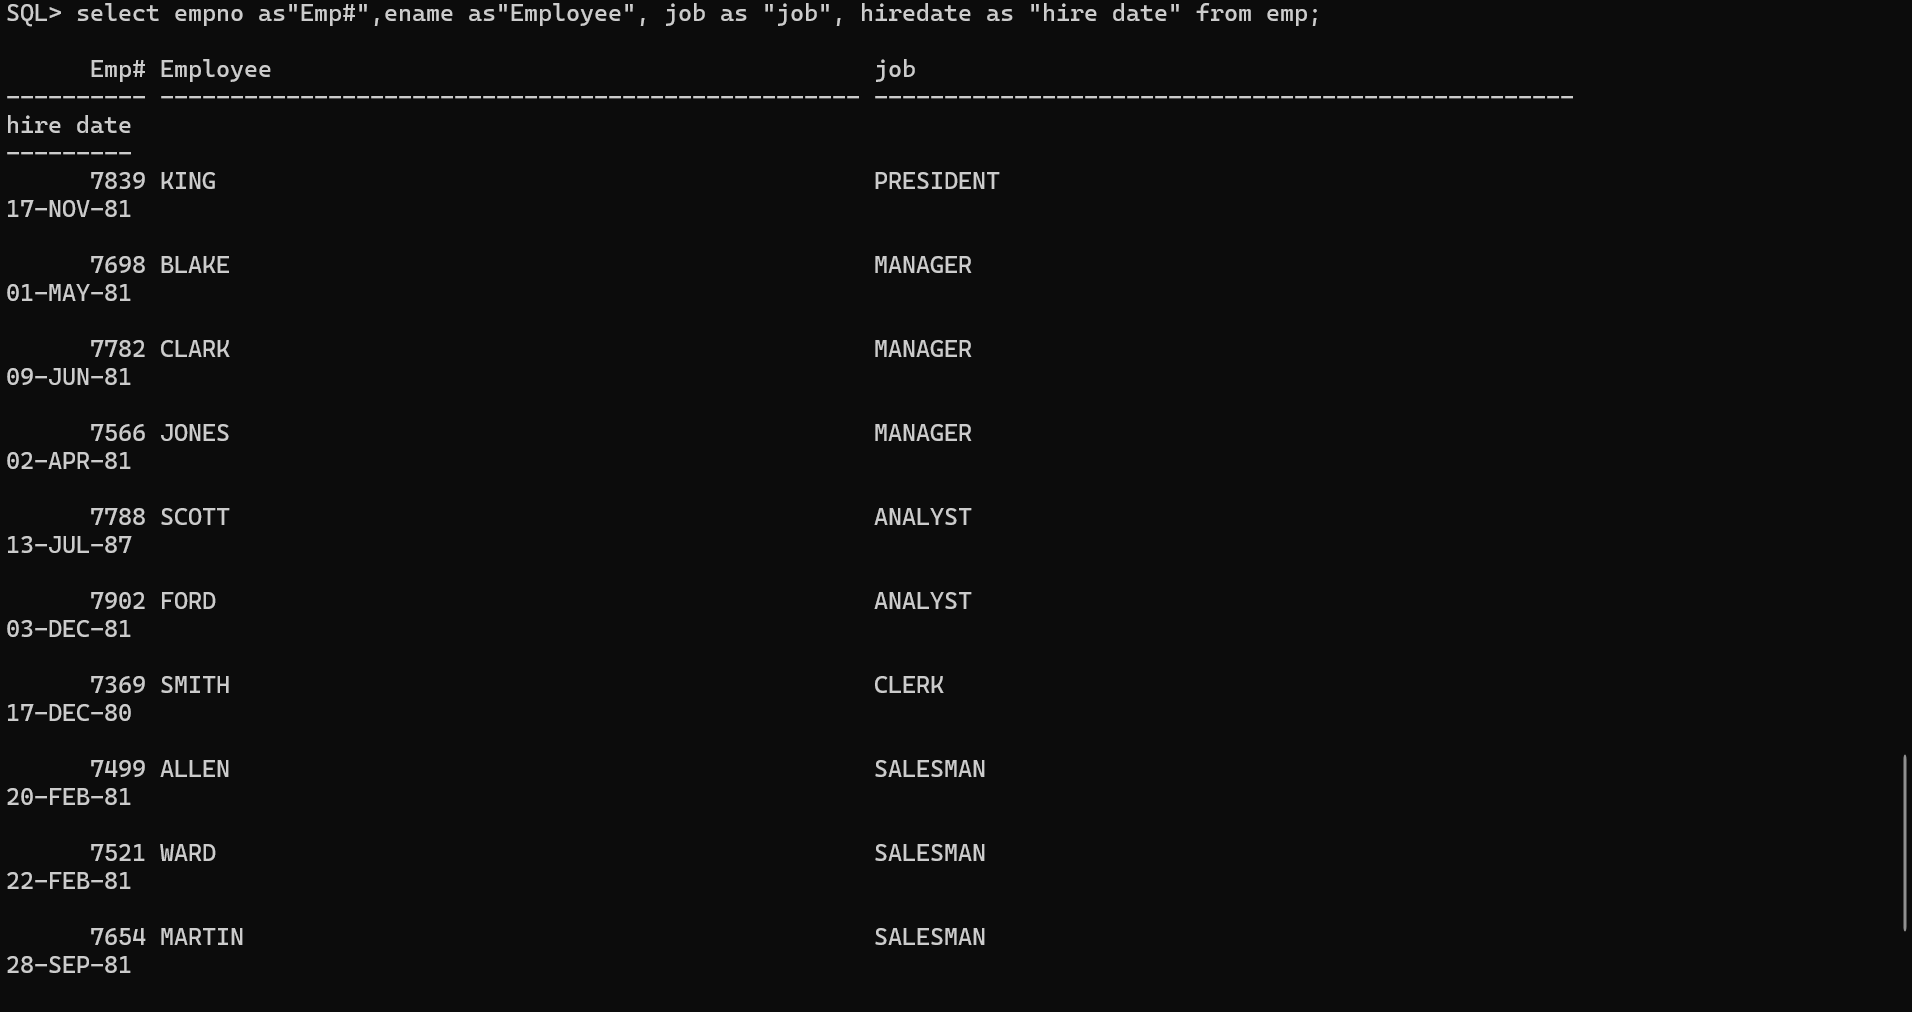 SQL> select empno as"Emp#",ename as"Employee", job as "job", hiredate as "hire date" from emp;
      Emp# Employee                                           job
---------- -------------------------------------------------- --------------------------------------------------
hire date
---------
      7839 KING                                               PRESIDENT
17-NOV-81
      7698 BLAKE                                              MANAGER
01-MAY-81
      7782 CLARK                                              MANAGER
09-JUN-81
      7566 JONES                                              MANAGER
02-APR-81
      7788 SCOTT                                              ANALYST
13-JUL-87
      7902 FORD                                               ANALYST
03-DEC-81
      7369 SMITH                                              CLERK
17-DEC-80
      7499 ALLEN                                              SALESMAN
20-FEB-81
      7521 WARD                                               SALESMAN
22-FEB-81
      7654 MARTIN                                             SALESMAN
28-SEP-81